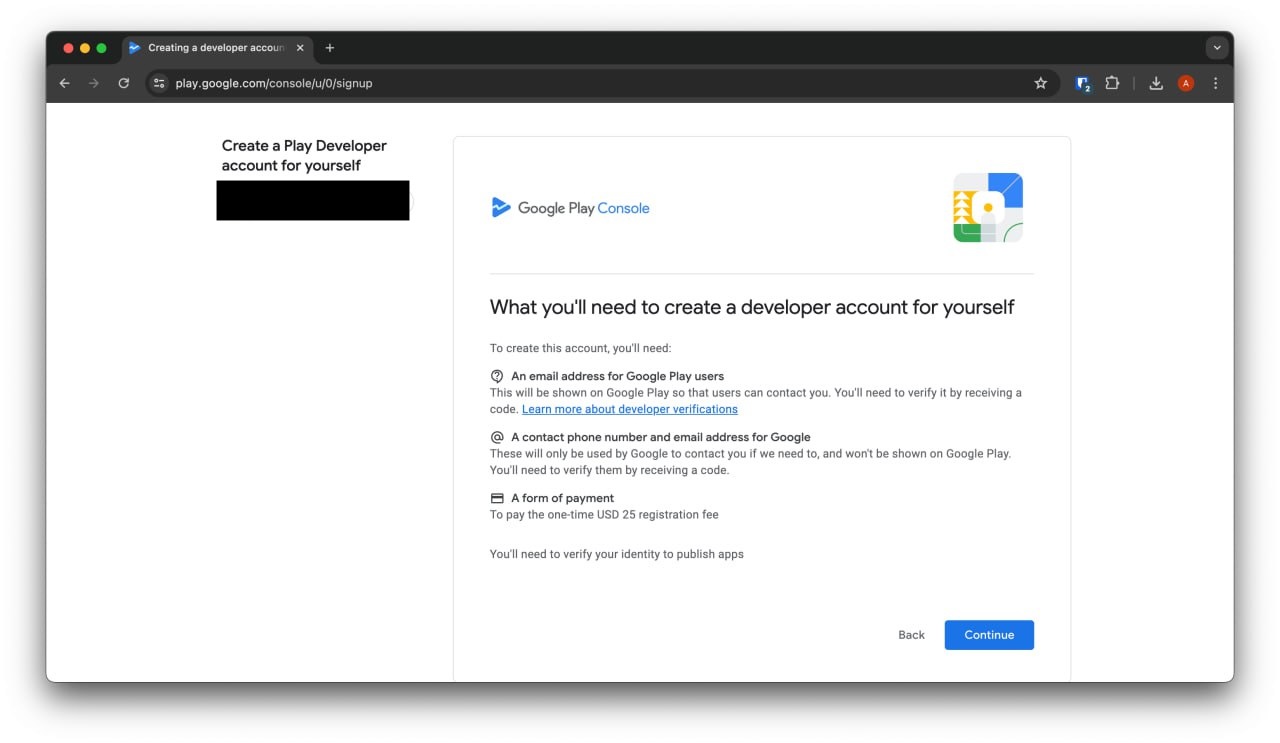 Creating a developer accoun
play.google.com/console/u/0/signup
2
A
Create a Play Developer
account for yourself
Google Play Console
What you'll need to create a developer account for yourself
To create this account, you'll need:
An email address for Google Play users
This will be shown on Google Play so that users can contact you. You'll need to verify it by receiving a
code. Learn more about developer verifications
A contact phone number and email address for Google
These will only be used by Google to contact you if we need to, and won't be shown on Google Play.
You'll need to verify them by receiving a code.
A form of payment
To pay the one-time USD 25 registration fee
You'll need to verify your identity to publish apps
Back Continue